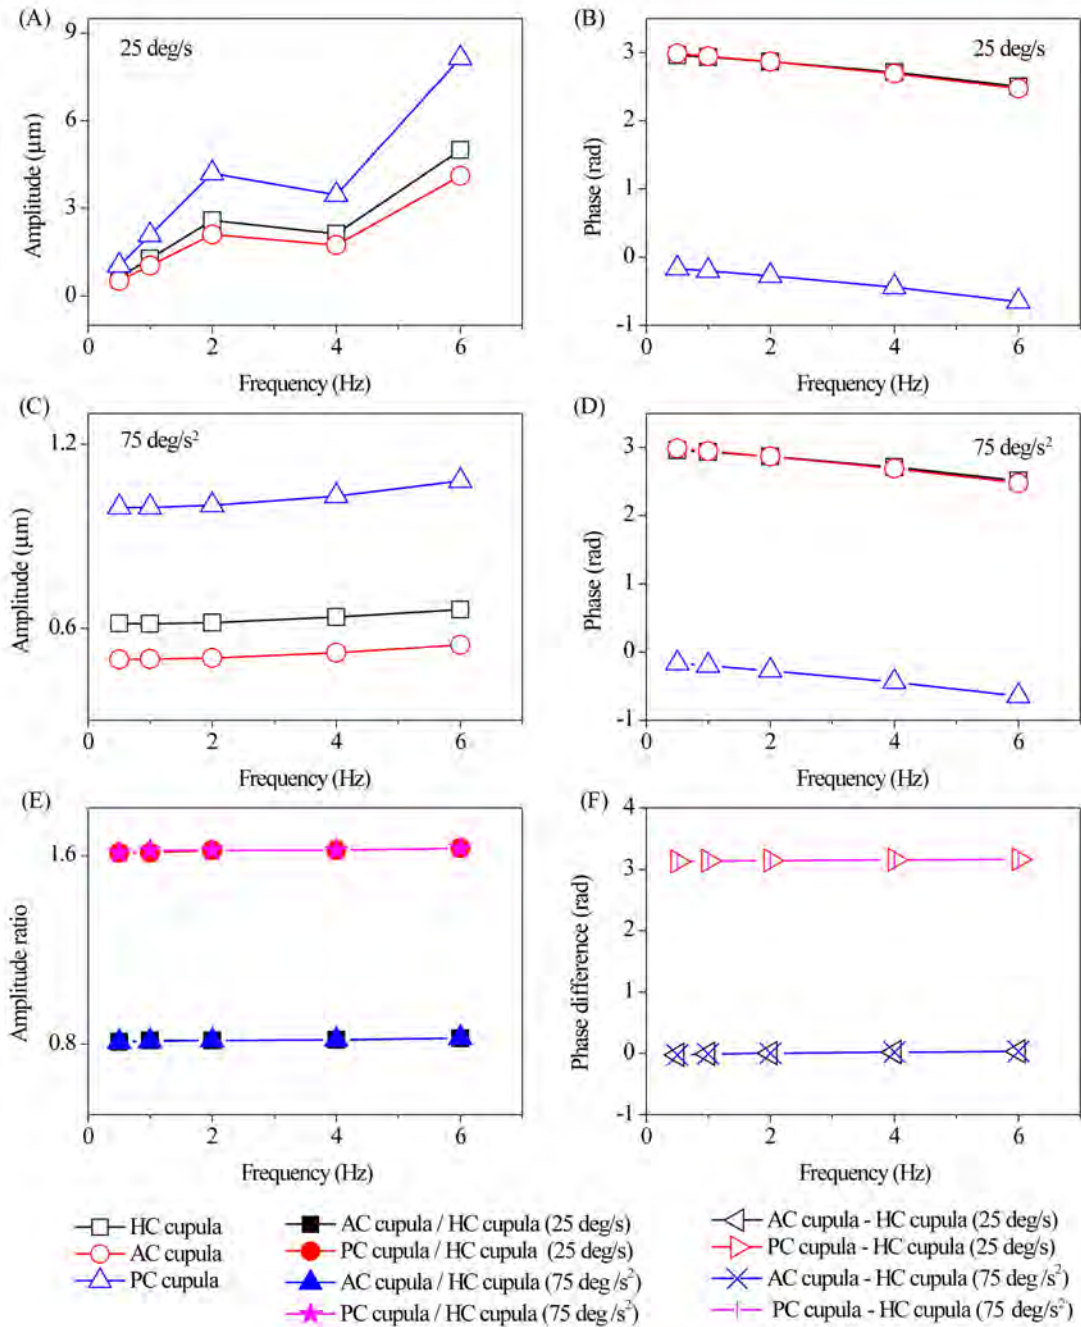 (A)
25 deg/s
9
6
3
0
Amplitude (μm)
0 2 4 6
Frequency (Hz)
(B)
25 deg/s
3
2
1
0
-1
Phase (rad)
0 2 4 6
Frequency (Hz)
(C)
75 deg/s²
1.2
0.6
Amplitude (μm)
0 2 4 6
Frequency (Hz)
(D)
75 deg/s²
3
2
1
0
-1
Phase (rad)
0 2 4 6
Frequency (Hz)
(E)
1.6
0.8
Amplitude ratio
0 2 4 6
Frequency (Hz)
(F)
4
3
2
1
0
-1
Phase difference (rad)
0 2 4 6
Frequency (Hz)
HC cupula
AC cupula
PC cupula
AC cupula / HC cupula (25 deg/s)
PC cupula / HC cupula (25 deg/s)
AC cupula / HC cupula (75 deg/s²)
PC cupula / HC cupula (75 deg/s²)
AC cupula - HC cupula (25 deg/s)
PC cupula - HC cupula (25 deg/s)
AC cupula - HC cupula (75 deg/s²)
PC cupula - HC cupula (75 deg/s²)